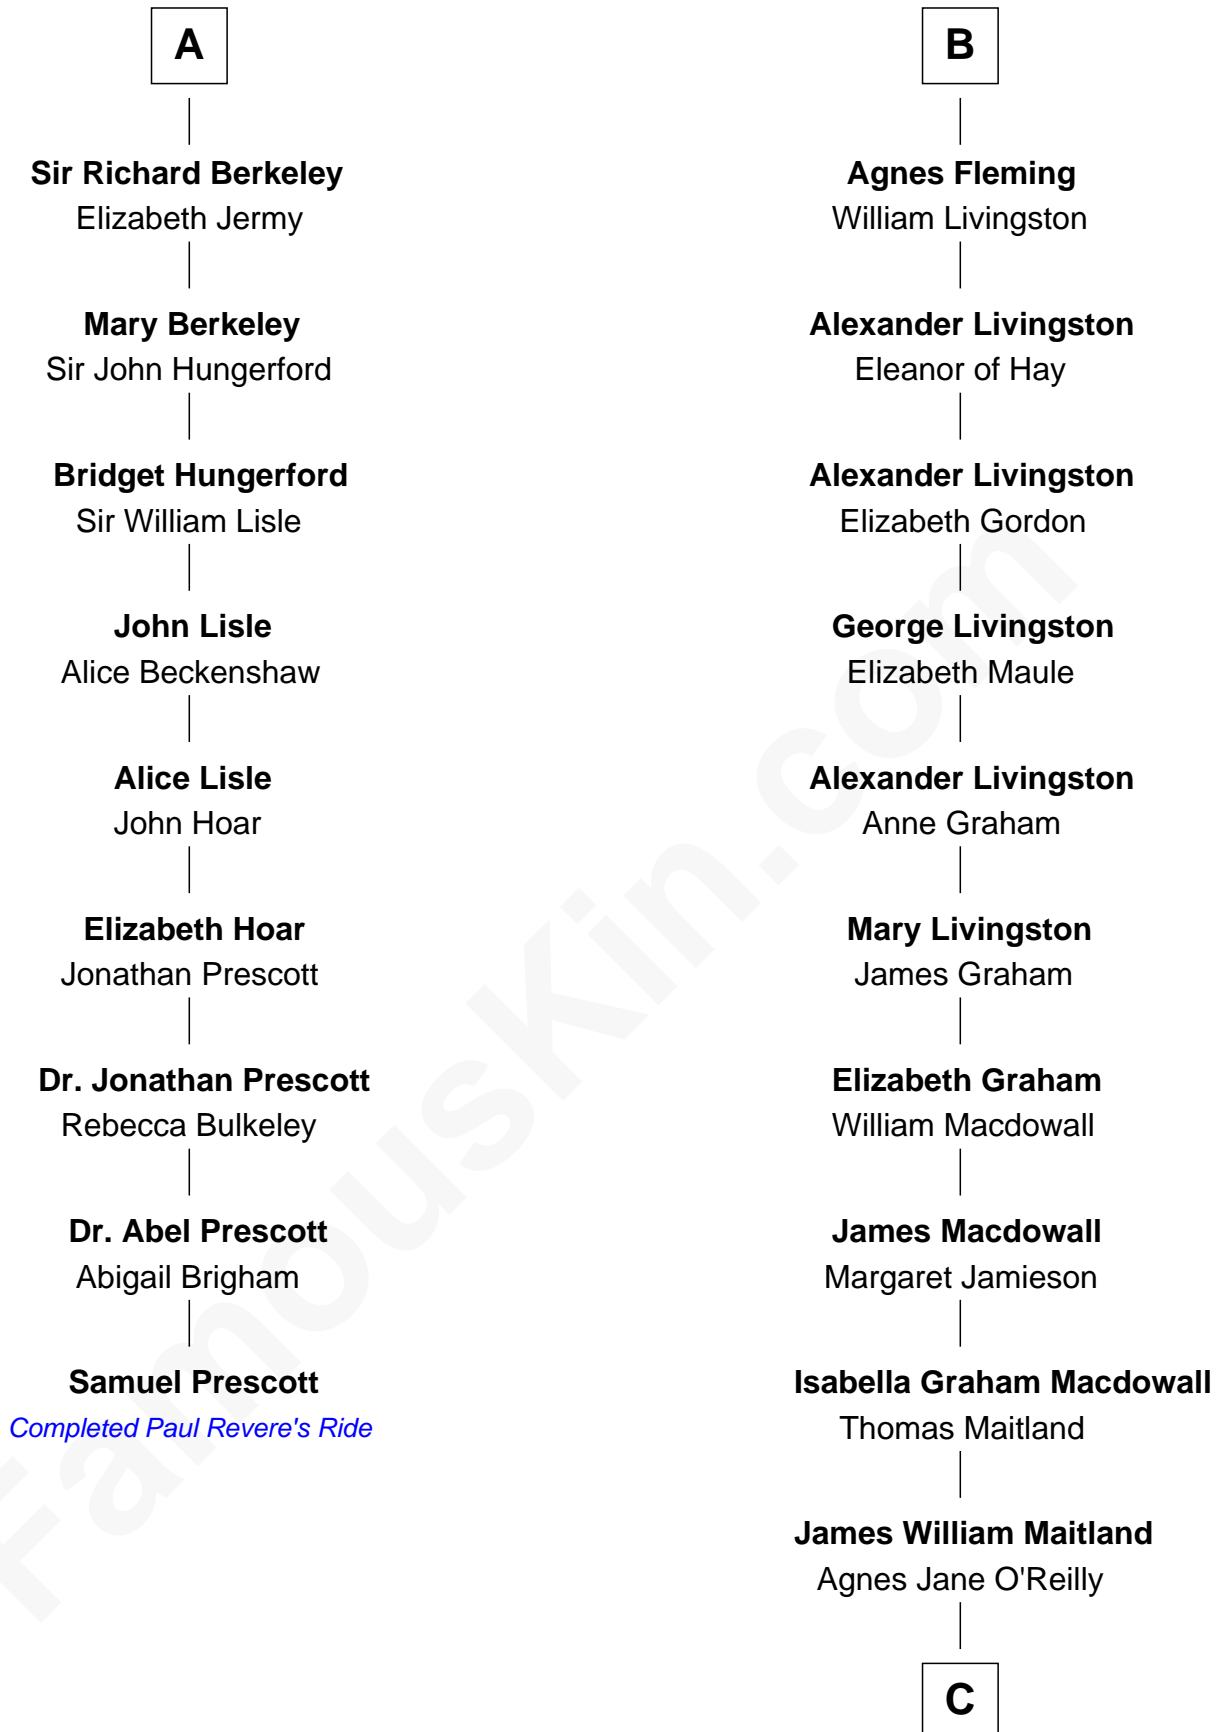 A
Sir Richard Berkeley
Elizabeth Jermy
Mary Berkeley
Sir John Hungerford
Bridget Hungerford
Sir William Lisle
John Lisle
Alice Beckenshaw
Alice Lisle
John Hoar
Elizabeth Hoar
Jonathan Prescott
Dr. Jonathan Prescott
Rebecca Bulkeley
Dr. Abel Prescott
Abigail Brigham
Samuel Prescott
Completed Paul Revere's Ride
B
Agnes Fleming
William Livingston
Alexander Livingston
Eleanor of Hay
Alexander Livingston
Elizabeth Gordon
George Livingston
Elizabeth Maule
Alexander Livingston
Anne Graham
Mary Livingston
James Graham
Elizabeth Graham
William Macdowall
James Macdowall
Margaret Jamieson
Isabella Graham Macdowall
Thomas Maitland
James William Maitland
Agnes Jane O'Reilly
C
FamousKin.com